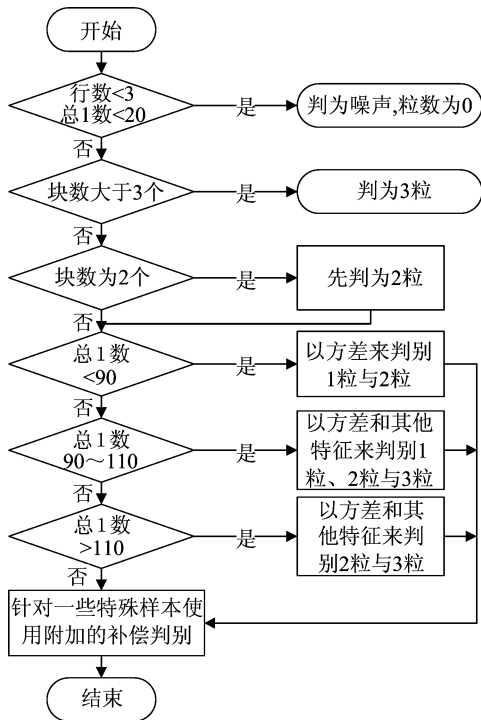 开始
行数<3
总1数<20
是
判为噪声,粒数为0
否
块数大于3个
是
判为3粒
否
块数为2个
是
先判为2粒
否
总1数
<90
是
以方差来判别
1粒与2粒
否
总1数
90～110
是
以方差和其他
特征来判别1
粒、2粒与3粒
否
总1数
>110
是
以方差和其
他特征来判
别2粒与3粒
否
针对一些特殊样本使
用附加的补偿判别
结束